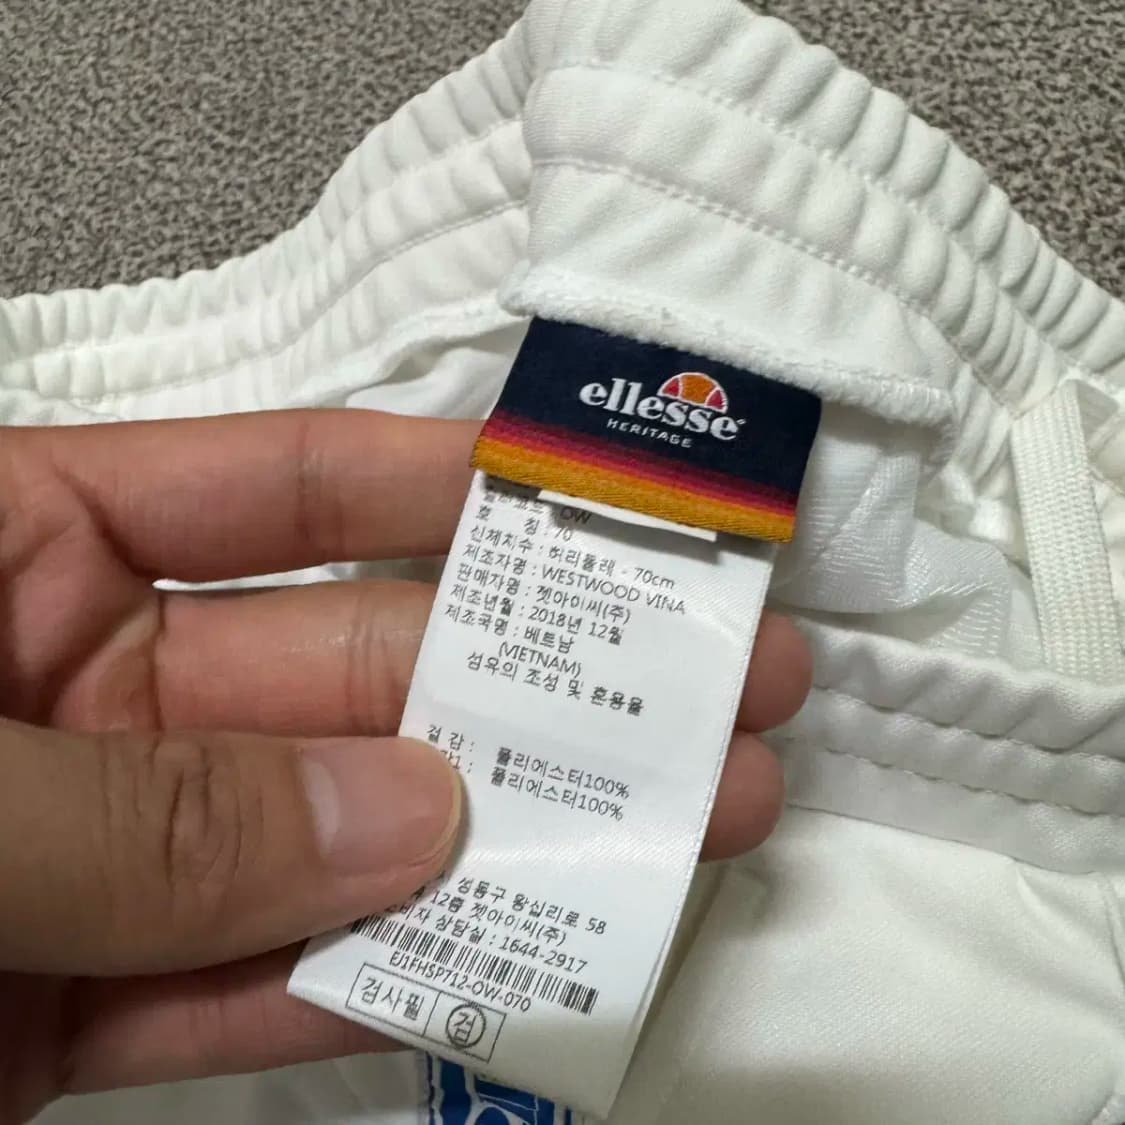 ellesse
HERITAGE
OW
호 칭 : 70
신체치수 : 허리둘레 - 70cm
제조자명 : WESTWOOD VINA
판매자명 : 젯아이씨(주)
제조년월 : 2018년 12월
제조국명 : 베트남
(VIETNAM)
섬유의 조성 및 혼용율
겉감 : 폴리에스터100%
폴리에스터100%
성동구 왕십리로 58
12층 젯아이씨(주)
상담실 : 1644-2917
EJ1FHSP712-OW-070
검사필 검